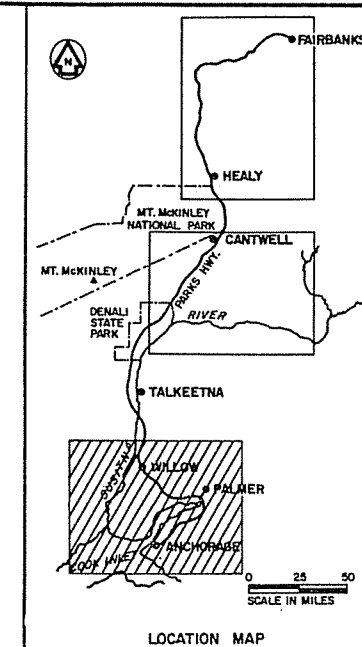 N
FAIRBANKS
HEALY
MT. McKINLEY
NATIONAL PARK
CANTWELL
MT. McKINLEY
PARKS HWY.
DENALI
STATE
PARK
RIVER
TALKEETNA
SUSITNA
WILLOW
PALMER
ANCHORAGE
COOK INLET
0 25 50
SCALE IN MILES
LOCATION MAP